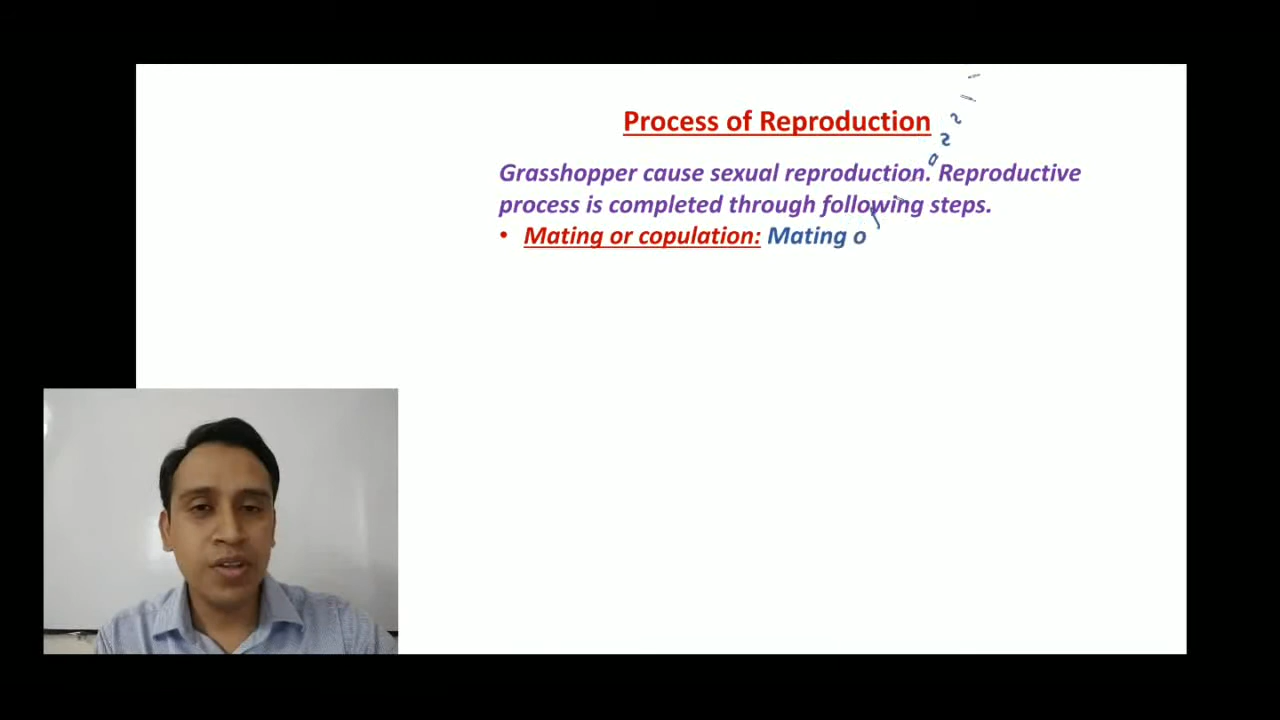 Process of Reproduction
Grasshopper cause sexual reproduction. Reproductive
process is completed through following steps.
• Mating or copulation: Mating o